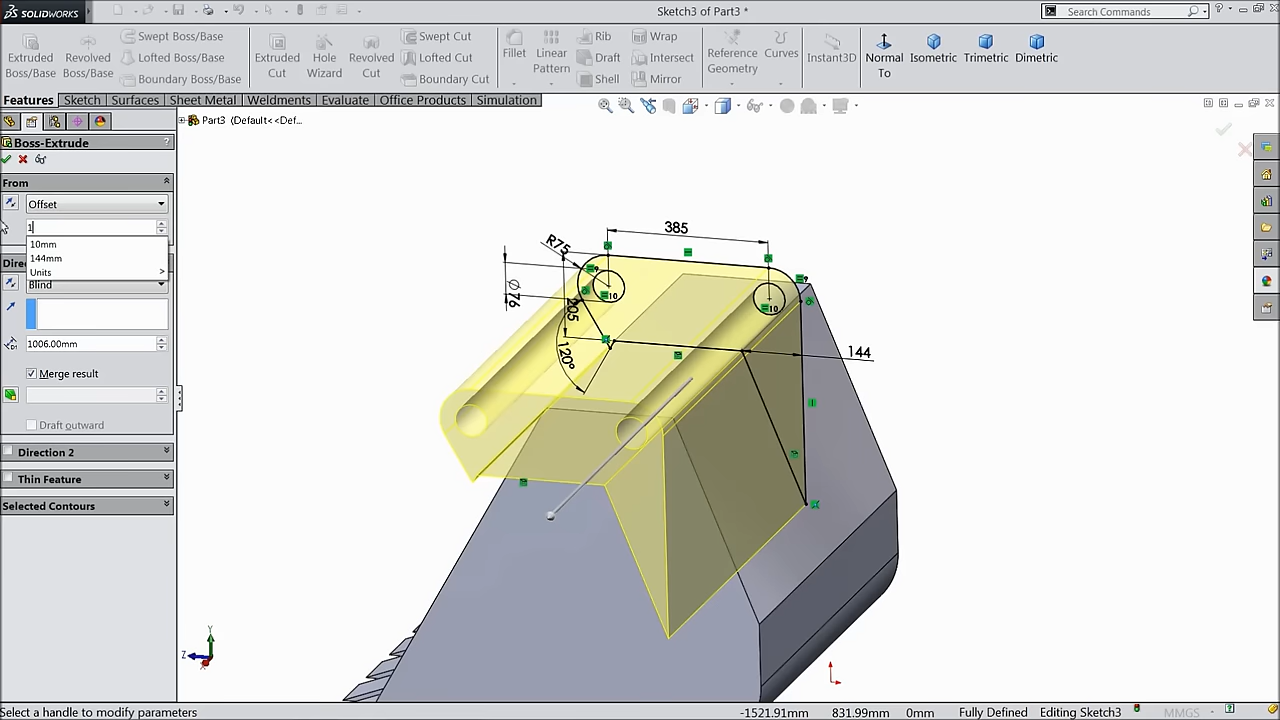 SOLIDWORKS
Sketch3 of Part3 *
Search Commands
Extruded Boss/Base
Revolved Boss/Base
Swept Boss/Base
Lofted Boss/Base
Boundary Boss/Base
Extruded Cut
Hole Wizard
Revolved Cut
Swept Cut
Lofted Cut
Boundary Cut
Fillet
Linear Pattern
Rib
Draft
Shell
Wrap
Intersect
Mirror
Reference Geometry
Curves
Instant3D
Normal To
Isometric
Trimetric
Dimetric
Features
Sketch
Surfaces
Sheet Metal
Weldments
Evaluate
Office Products
Simulation
Part3 (Default<<Def...
Boss-Extrude
?
From
Offset
1
10mm
144mm
Units >
Dire
Blind
1006.00mm
Merge result
Draft outward
Direction 2
Thin Feature
Selected Contours
385
R75
Ø76
10
10
205
120°
144
Y
Z
X
Select a handle to modify parameters
-1521.91mm
831.99mm
0mm
Fully Defined
Editing Sketch3
MMGS